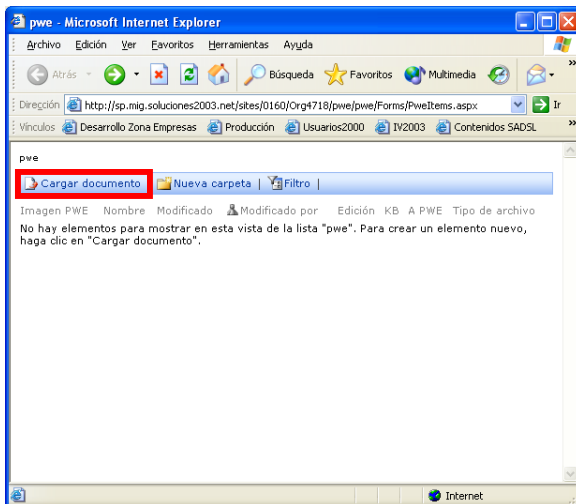 pwe - Microsoft Internet Explorer
Archivo Edición Ver Favoritos Herramientas Ayuda
Atrás Búsqueda Favoritos Multimedia »
Dirección http://sp.mig.soluciones2003.net/sites/0160/Org4718/pwe/pwe/Forms/PweItems.aspx Ir
Vínculos Desarrollo Zona Empresas Producción Usuarios2000 IV2003 Contenidos SADSL »
pwe
Cargar documento Nueva carpeta | Filtro |
Imagen PWE Nombre Modificado Modificado por Edición KB A PWE Tipo de archivo
No hay elementos para mostrar en esta vista de la lista "pwe". Para crear un elemento nuevo,
haga clic en "Cargar documento".
Internet